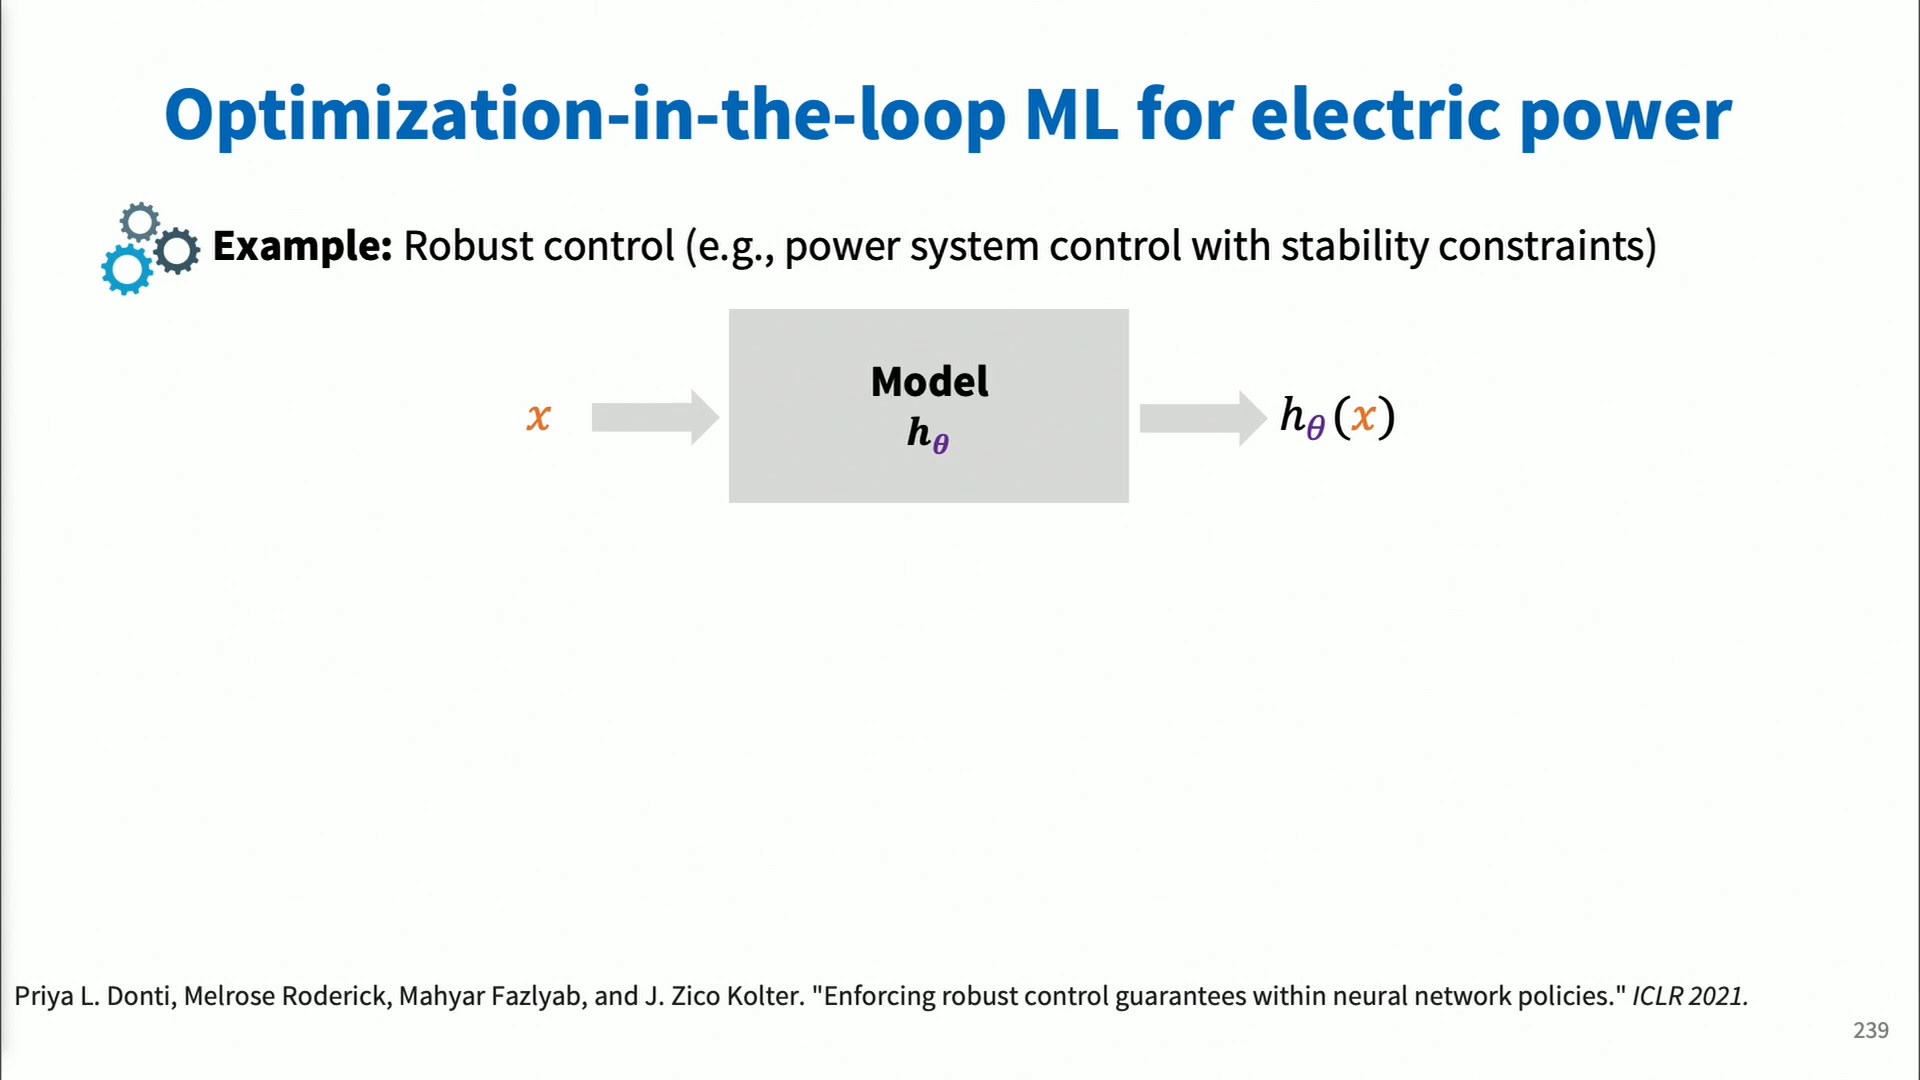 Optimization-in-the-loop ML for electric power
Example: Robust control (e.g., power system control with stability constraints)
Model
x
h_θ
h_θ(x)
Priya L. Donti, Melrose Roderick, Mahyar Fazlyab, and J. Zico Kolter. "Enforcing robust control guarantees within neural network policies." ICLR 2021.
239